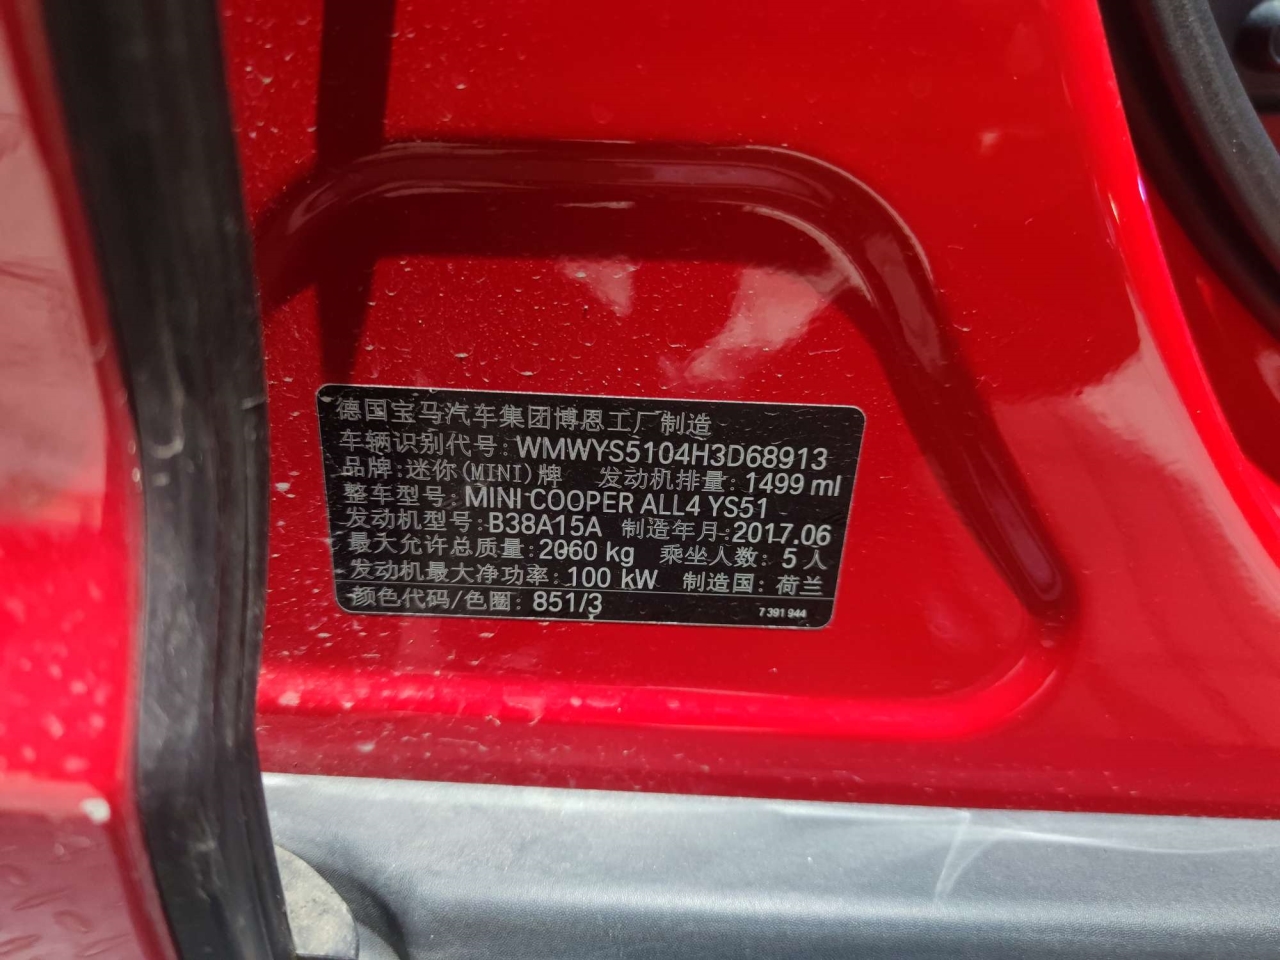 德国宝马汽车集团博恩工厂制造
车辆识别代号: WMWYS5104H3D68913
品牌: 迷你(MINI)牌 发动机排量: 1499 ml
整车型号: MINI COOPER ALL4 YS51
发动机型号: B38A15A 制造年月: 2017.06
最大允许总质量: 2060 kg 乘坐人数: 5 人
发动机最大净功率: 100 kW 制造国: 荷兰
颜色代码/色圈: 851/3 7 391 944